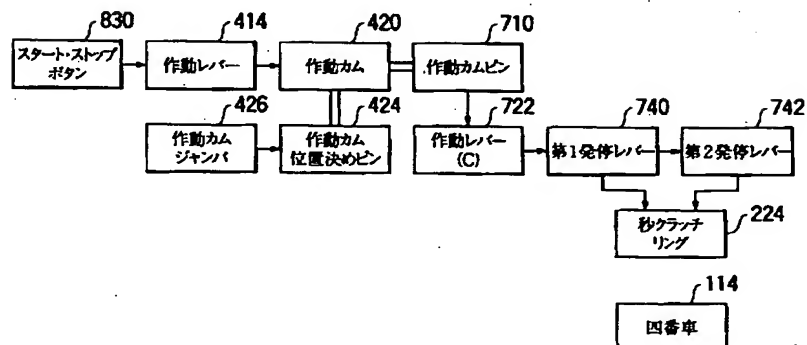 830
414
420
710
スタート・ストップ
ボタン
作動レバー
作動カム
作動カムピン
426
424
722
740
742
作動カム
ジャンパ
作動カム
位置決めピン
作動レバー
(C)
第1発停レバー
第2発停レバー
秒クラッチ
リング
224
114
四番車